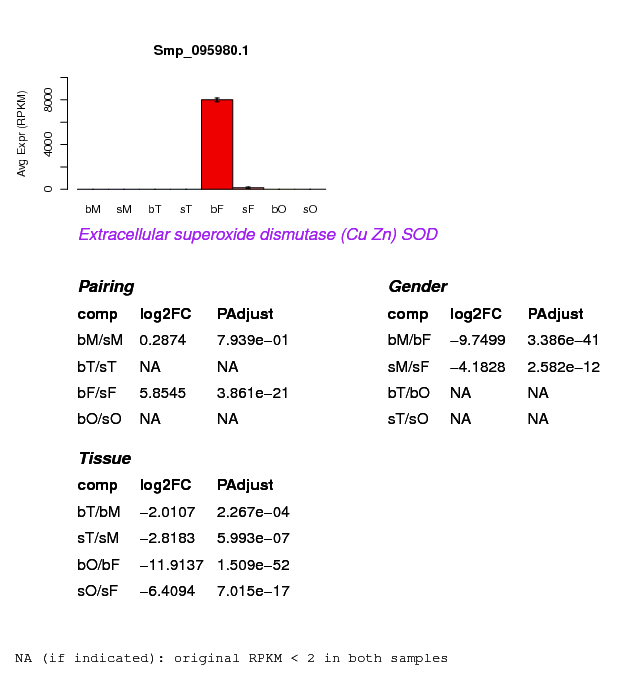 Smp_095980.1
Avg Expr (RPKM)
8000
4000
0
bM sM bT sT bF sF bO sO
Extracellular superoxide dismutase (Cu Zn) SOD
Pairing
comp log2FC PAdjust
bM/sM 0.2874 7.939e−01
bT/sT NA NA
bF/sF 5.8545 3.861e−21
bO/sO NA NA
Gender
comp log2FC PAdjust
bM/bF −9.7499 3.386e−41
sM/sF −4.1828 2.582e−12
bT/bO NA NA
sT/sO NA NA
Tissue
comp log2FC PAdjust
bT/bM −2.0107 2.267e−04
sT/sM −2.8183 5.993e−07
bO/bF −11.9137 1.509e−52
sO/sF −6.4094 7.015e−17
NA (if indicated): original RPKM < 2 in both samples